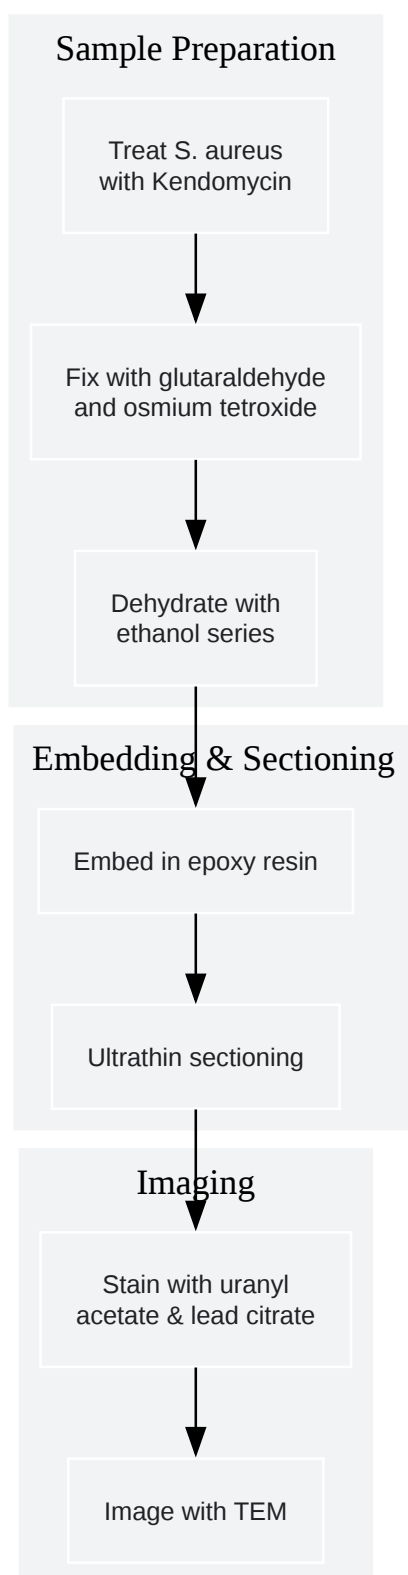 Sample Preparation
Treat S. aureus
with Kendomycin
Fix with glutaraldehyde
and osmium tetroxide
Dehydrate with
ethanol series
Embedding & Sectioning
Embed in epoxy resin
Ultrathin sectioning
Imaging
Stain with uranyl
acetate & lead citrate
Image with TEM